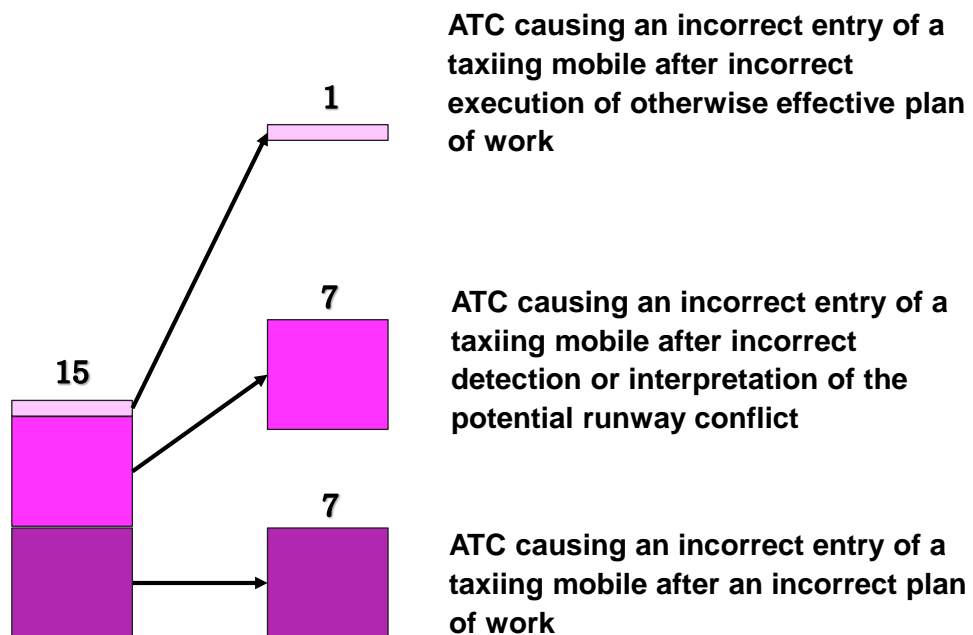 ATC causing an incorrect entry of a
taxiing mobile after incorrect
execution of otherwise effective plan
of work
1
7
ATC causing an incorrect entry of a
taxiing mobile after incorrect
detection or interpretation of the
potential runway conflict
15
7
ATC causing an incorrect entry of a
taxiing mobile after an incorrect plan
of work